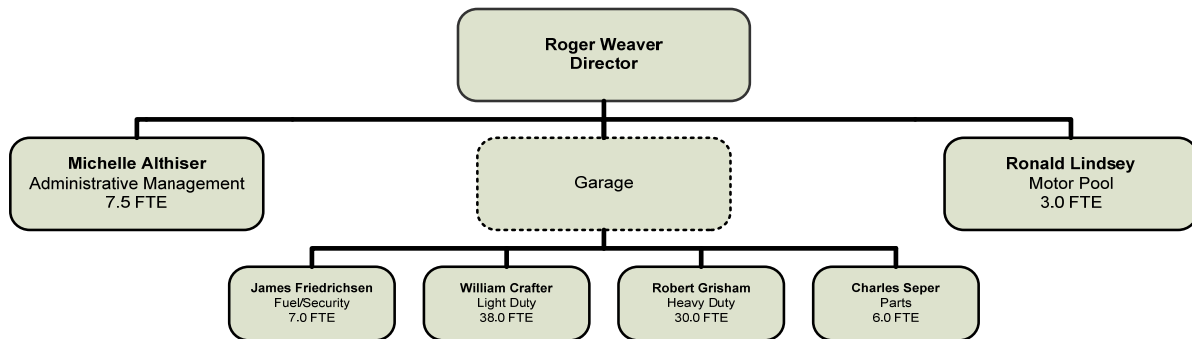 Roger Weaver
Director
Michelle Althiser
Administrative Management
7.5 FTE
Garage
Ronald Lindsey
Motor Pool
3.0 FTE
James Friedrichsen
Fuel/Security
7.0 FTE
William Crafter
Light Duty
38.0 FTE
Robert Grisham
Heavy Duty
30.0 FTE
Charles Seper
Parts
6.0 FTE